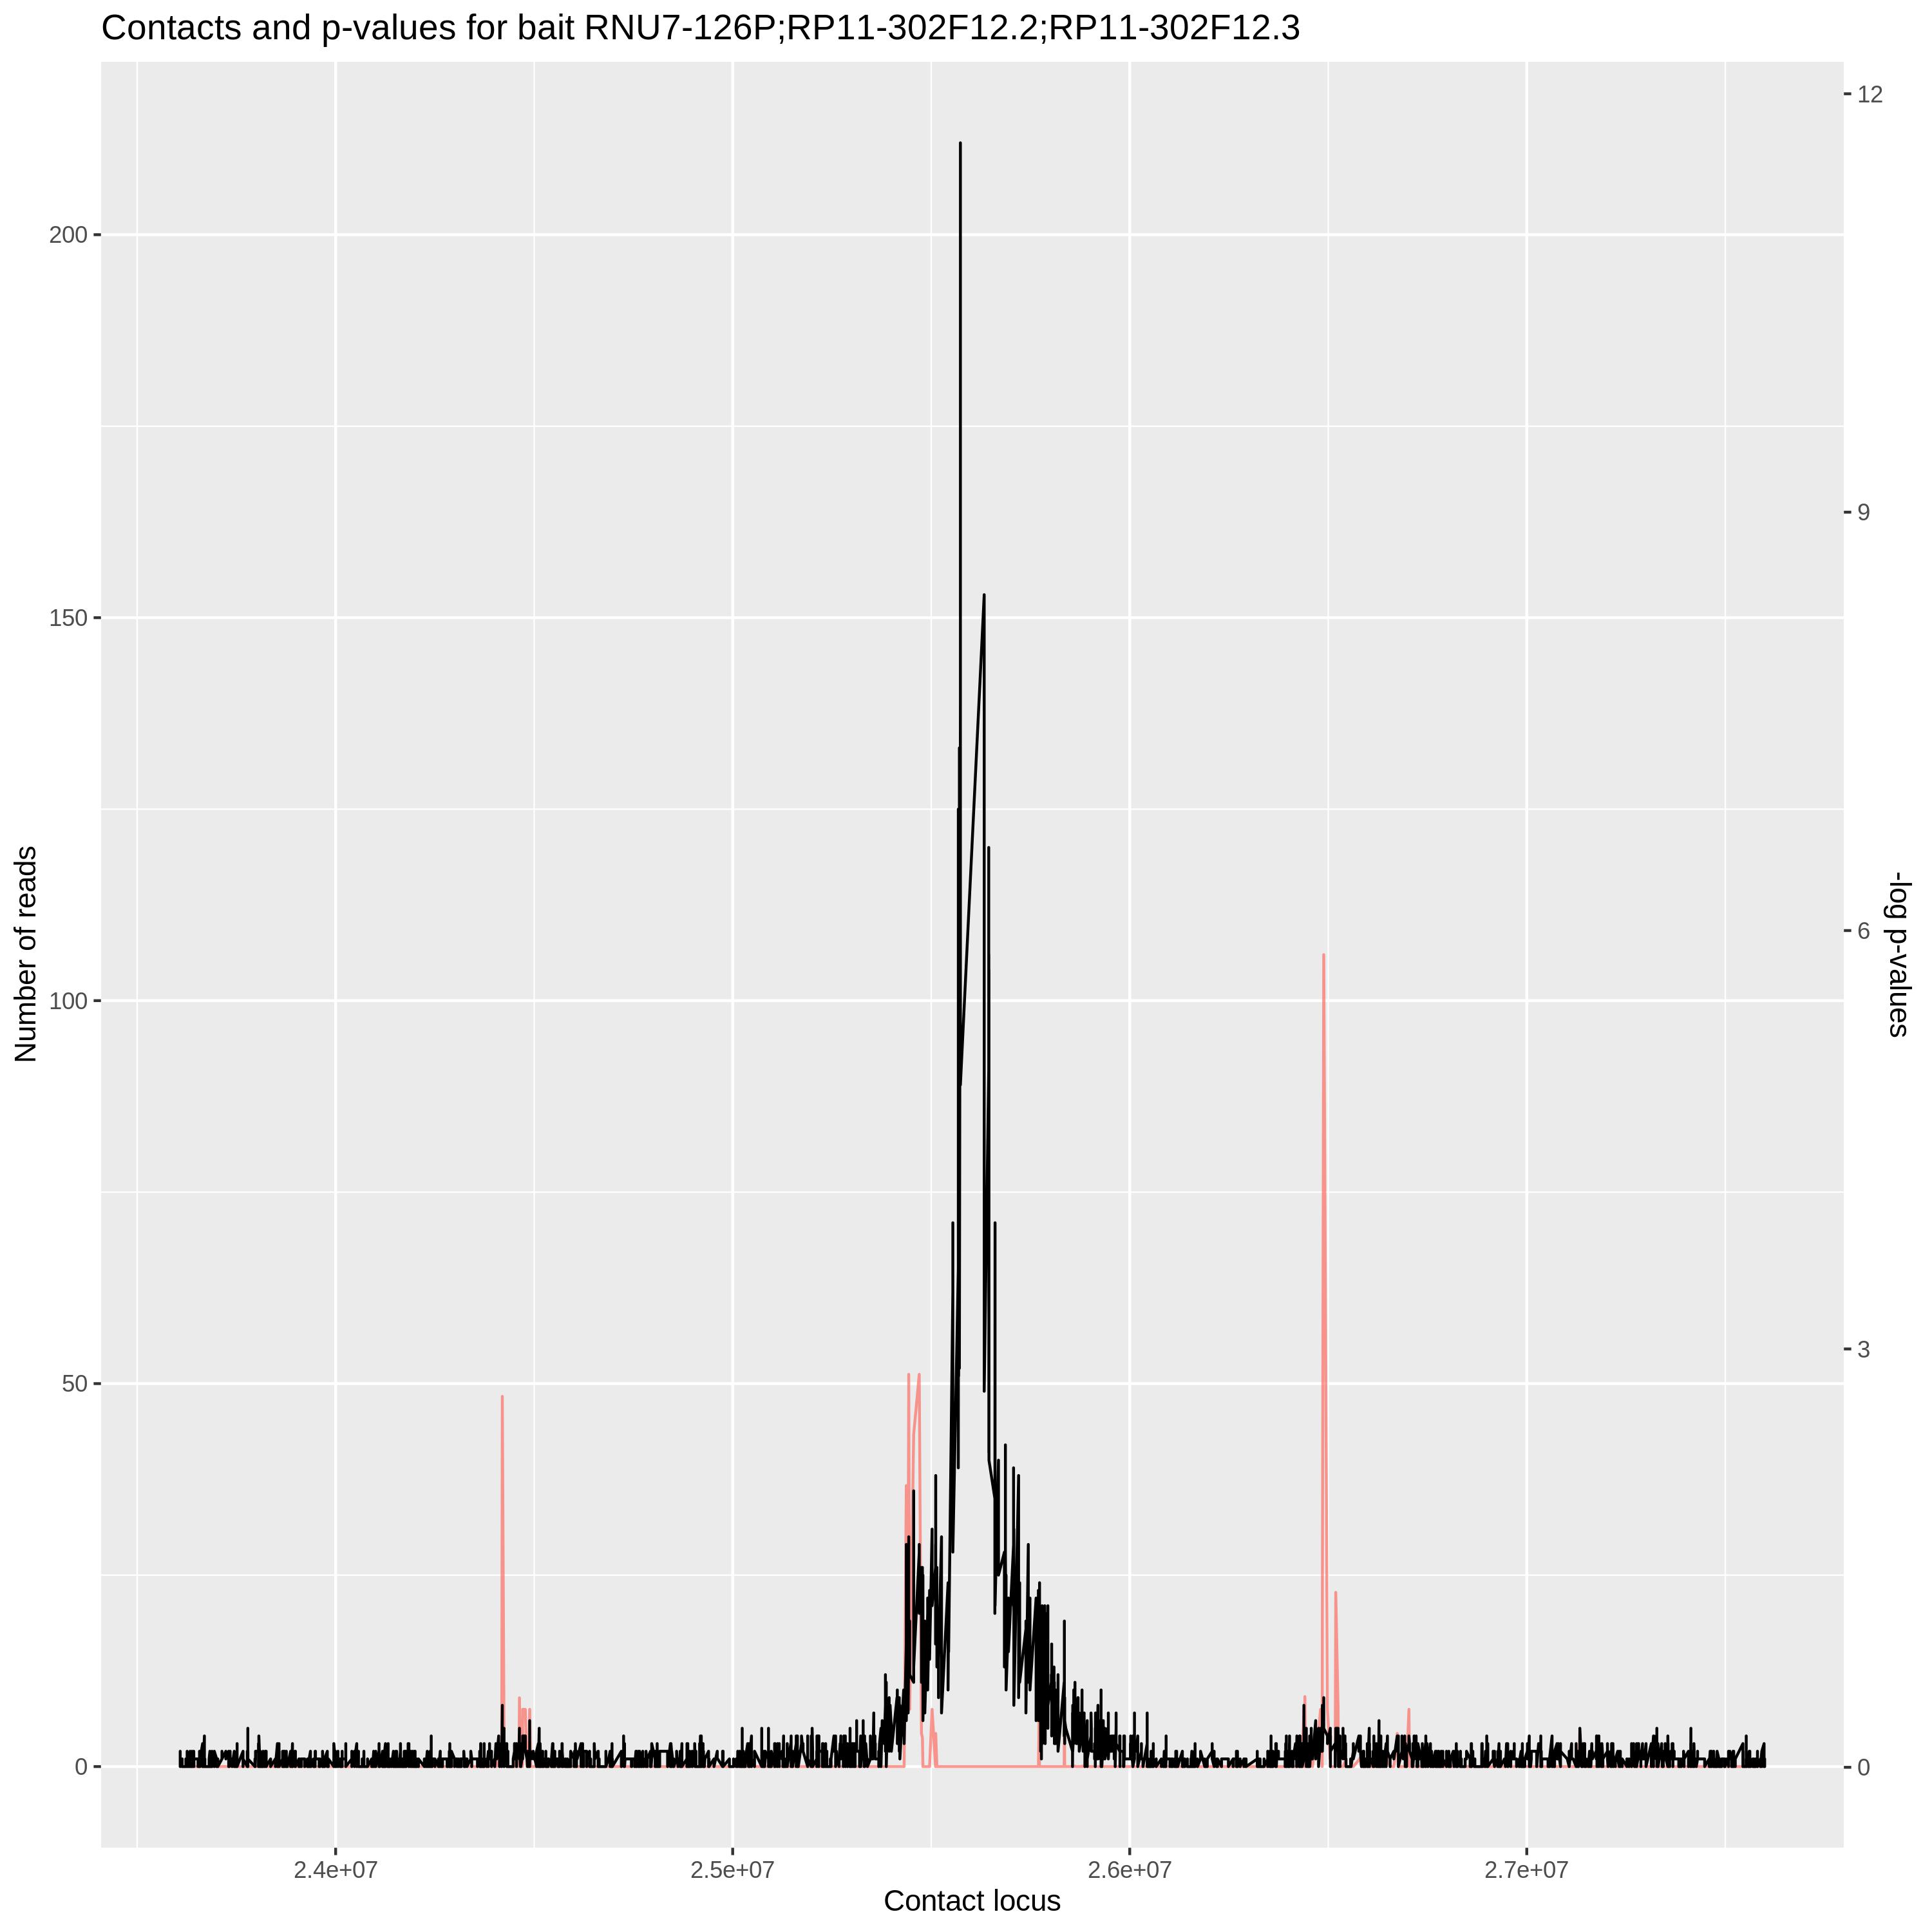 Contacts and p-values for bait RNU7-126P;RP11-302F12.2;RP11-302F12.3
Number of reads
200
150
100
50
0
12
9
6
3
0
-log p-values
2.4e+07 2.5e+07 2.6e+07 2.7e+07
Contact locus